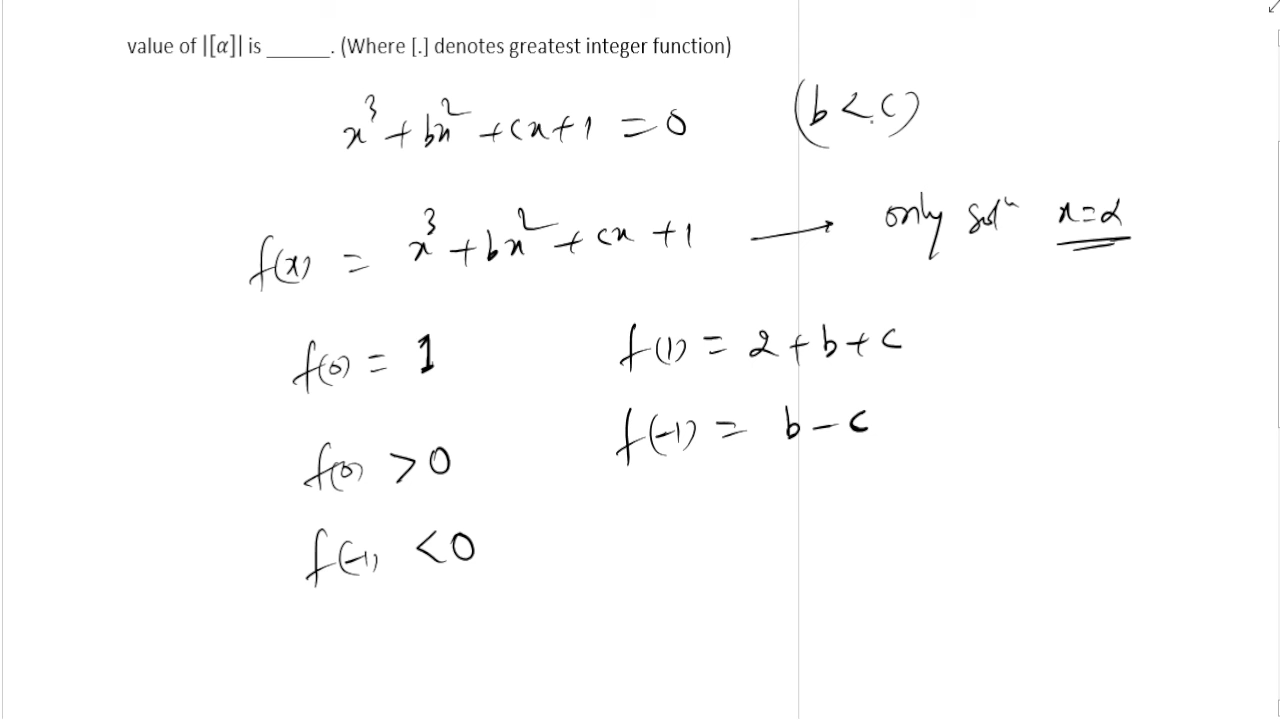 value of |[α]| is ______. (Where [.] denotes greatest integer function)
x³ + bx² + cx + 1 = 0 (b < c)
f(x) = x³ + bx² + cx + 1 → only solⁿ x = α
f(0) = 1 f(1) = 2 + b + c
f(-1) = b - c
f(0) > 0
f(-1) < 0